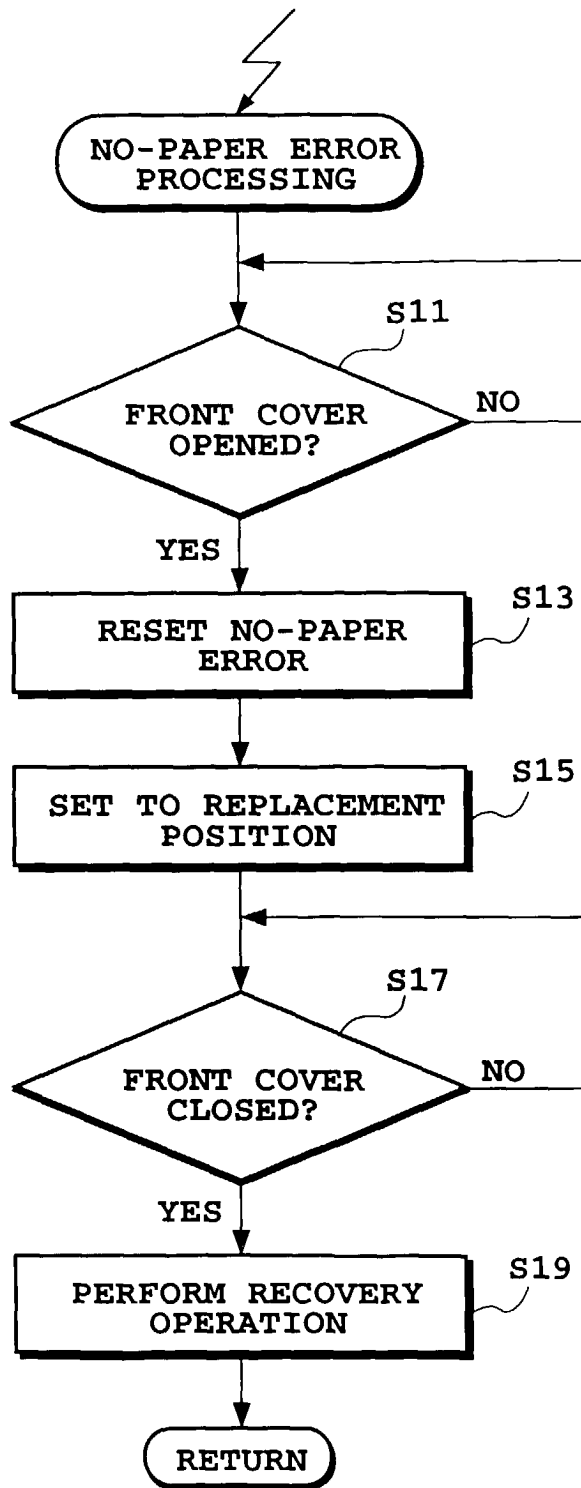 NO-PAPER ERROR
PROCESSING
S11
FRONT COVER
OPENED?
NO
YES
S13
RESET NO-PAPER
ERROR
S15
SET TO REPLACEMENT
POSITION
S17
FRONT COVER
CLOSED?
NO
YES
S19
PERFORM RECOVERY
OPERATION
RETURN